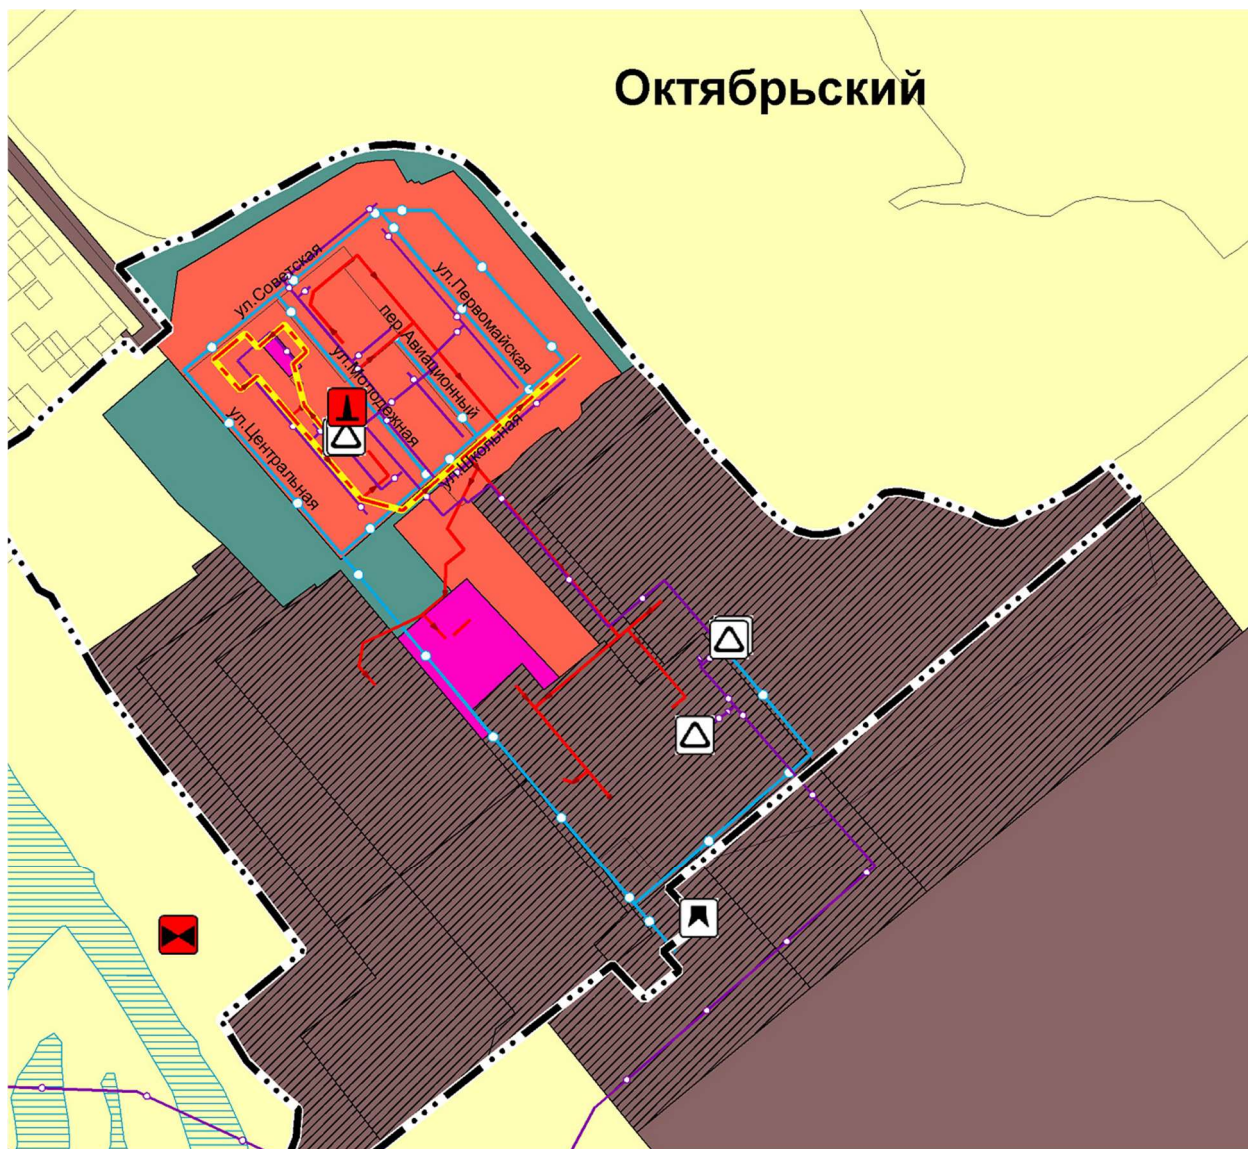 Октябрьский
ул.Советская
ул.Первомайская
пер.Авиационный
ул.Молодежная
ул.Школьная
ул.Центральная